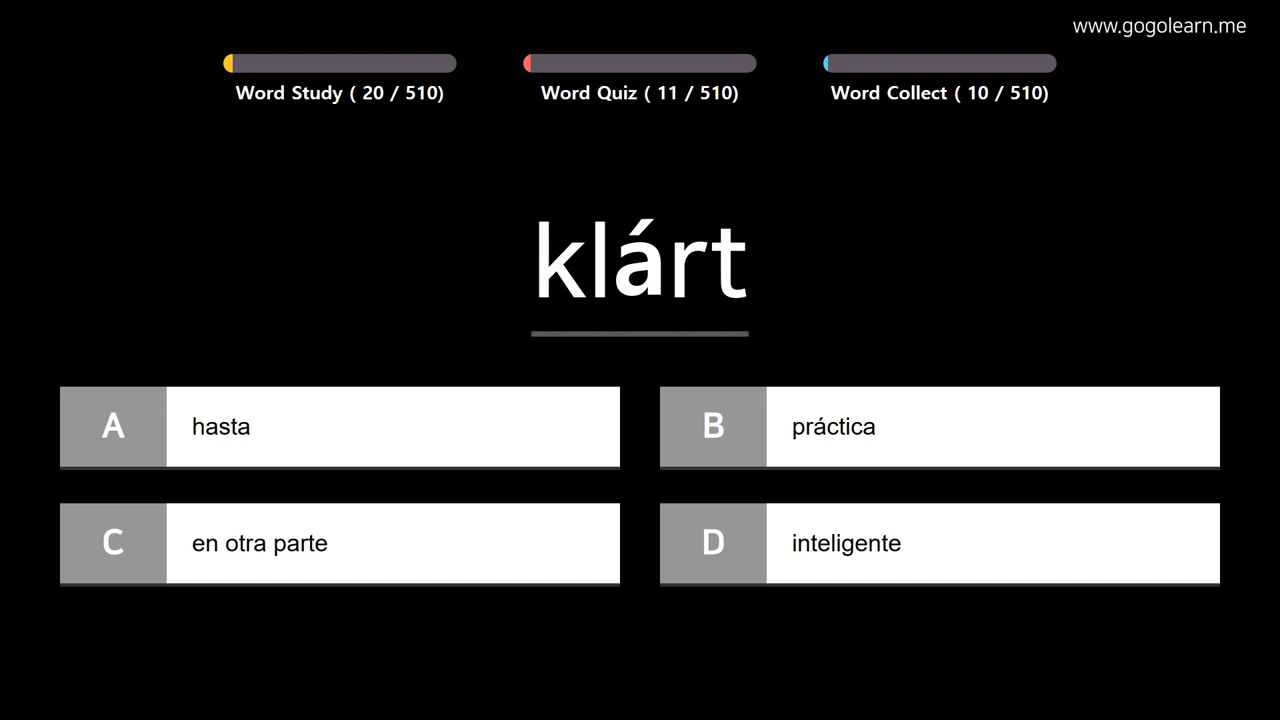 www.gogolearn.me
Word Study ( 20 / 510)
Word Quiz ( 11 / 510)
Word Collect ( 10 / 510)
klárt
A hasta
B práctica
C en otra parte
D inteligente